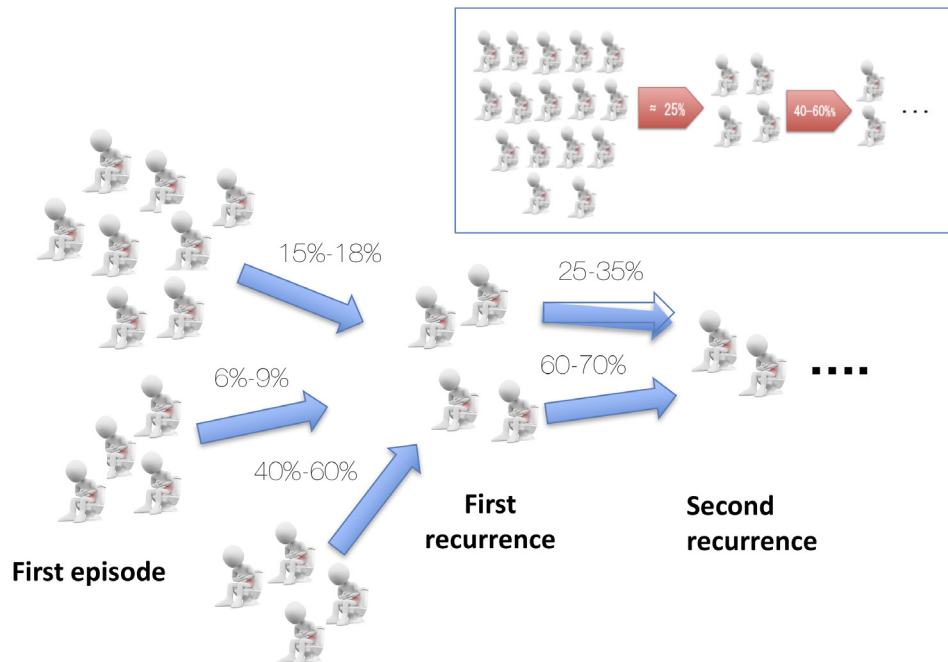 ≈ 25%
40-60%%
...
15%-18%
25-35%
6%-9%
60-70%
....
40%-60%
First
recurrence
Second
recurrence
First episode